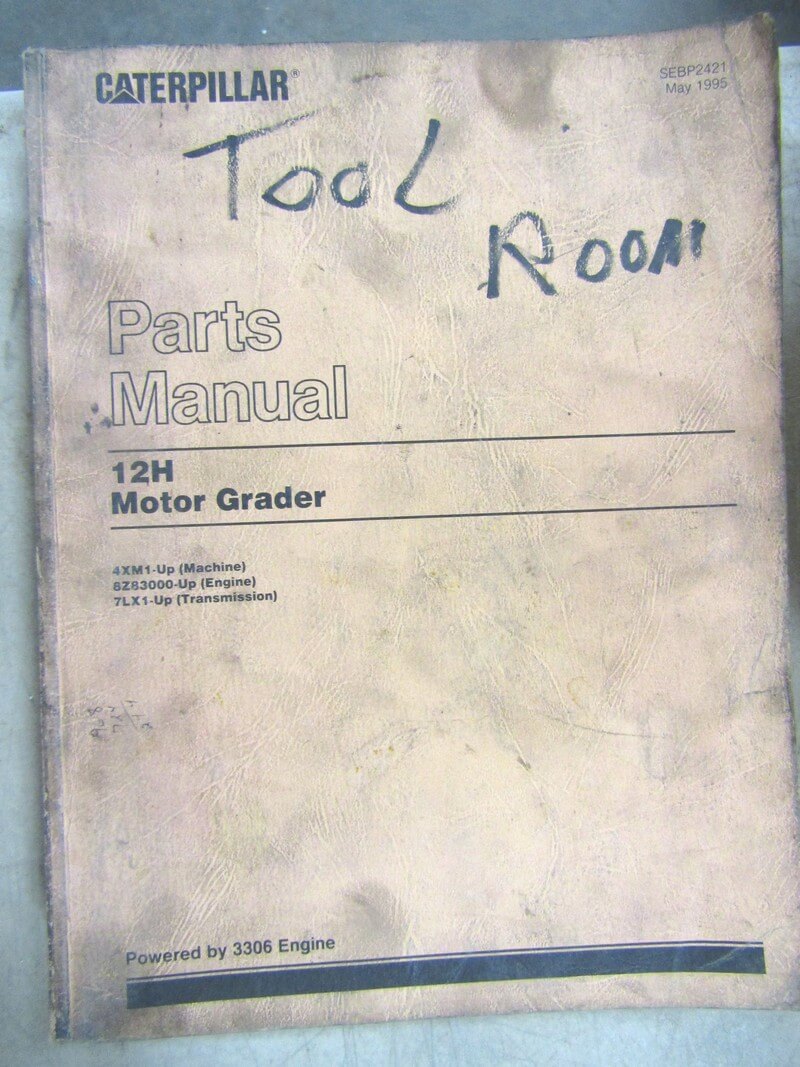 CATERPILLAR®
SEBP2421
May 1995
TOOL
ROOM
Parts
Manual
12H
Motor Grader
4XM1-Up (Machine)
8Z83000-Up (Engine)
7LX1-Up (Transmission)
Powered by 3306 Engine